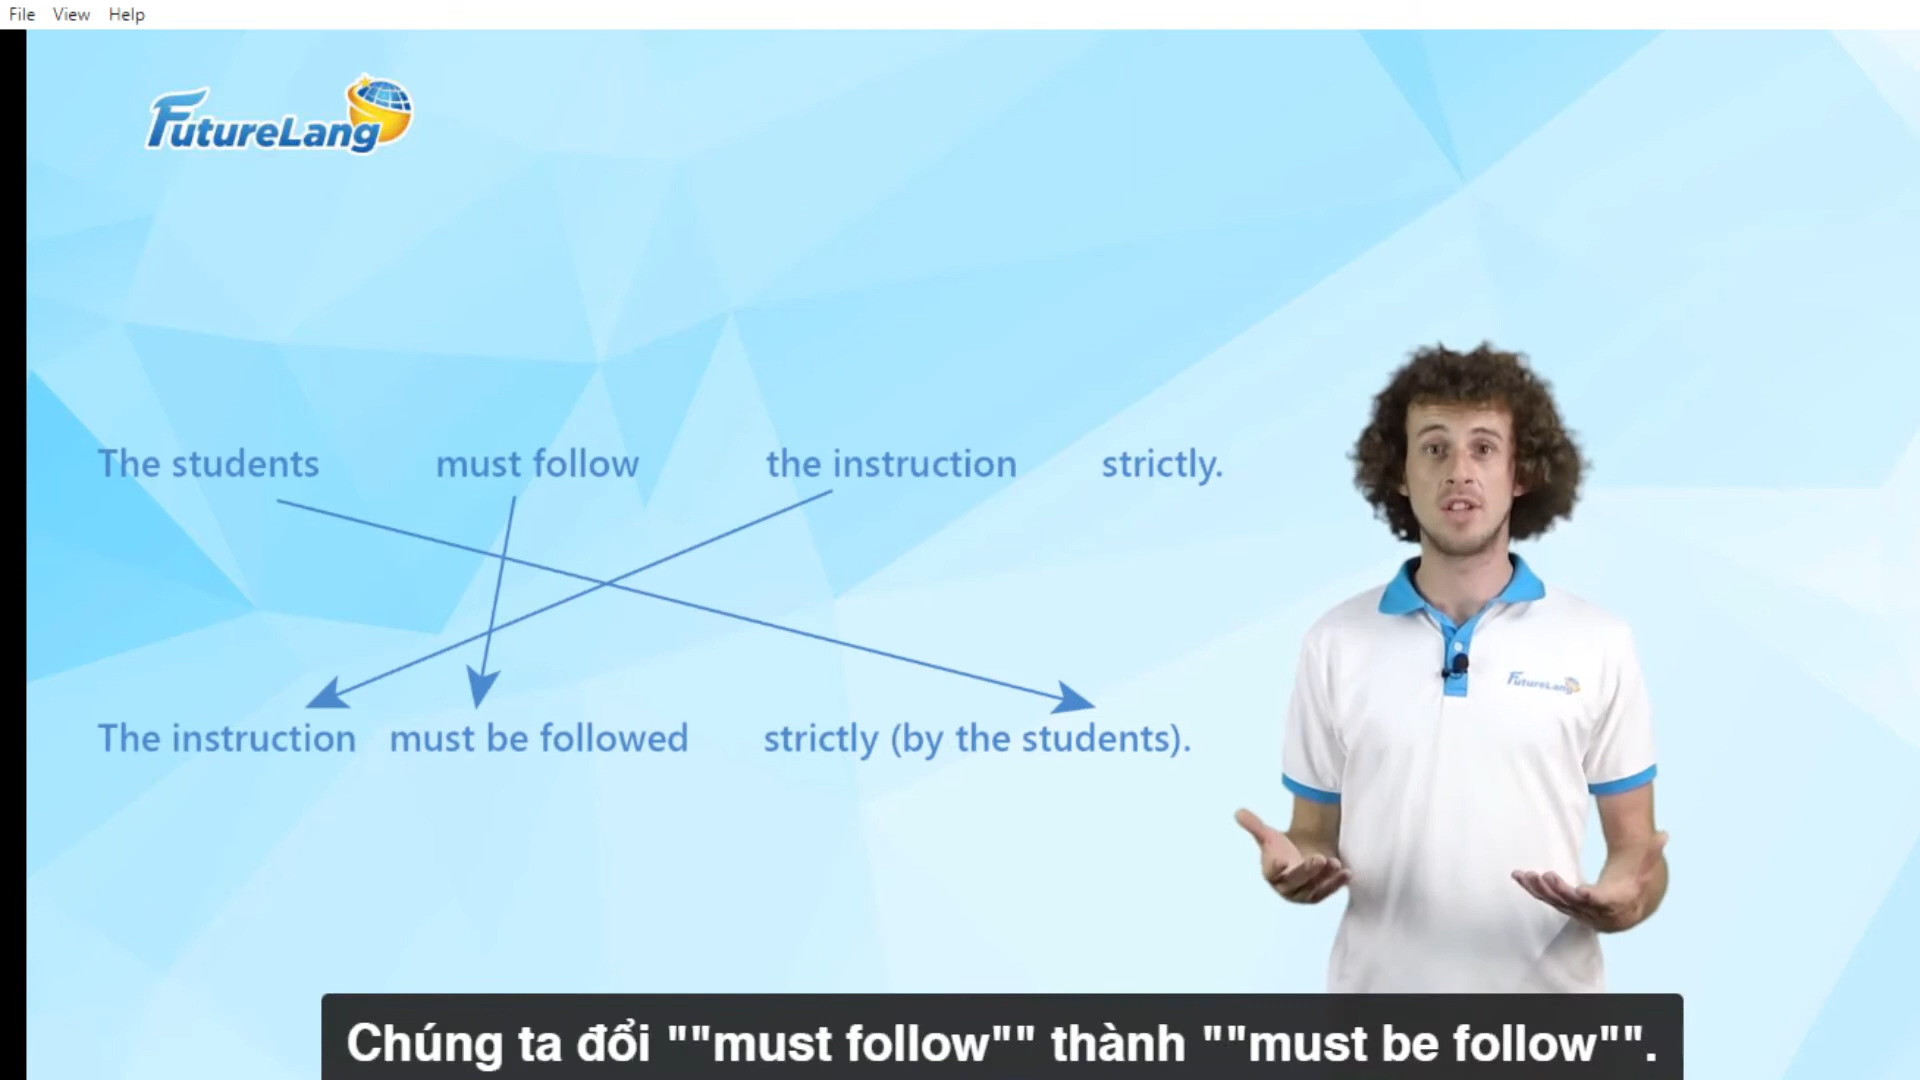 File View Help
FutureLang
The students must follow the instruction strictly.
FutureLang
The instruction must be followed strictly (by the students).
Chúng ta đổi ""must follow"" thành ""must be follow"".